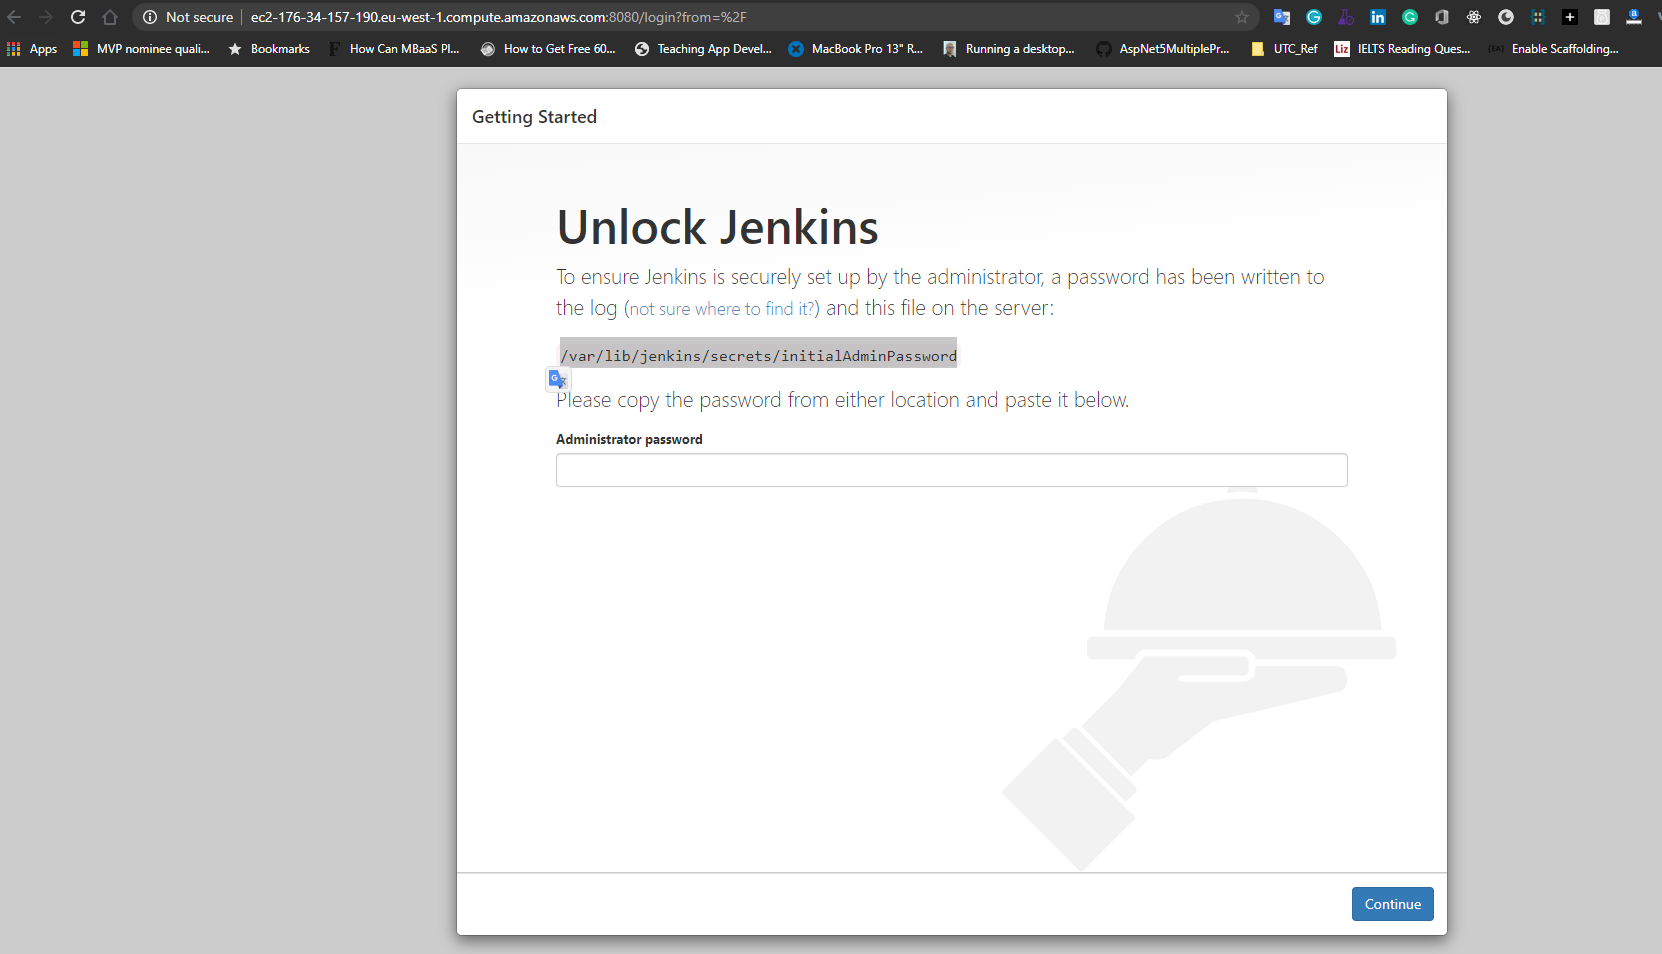 Not secure ec2-176-34-157-190.eu-west-1.compute.amazonaws.com:8080/login?from=%2F
Apps MVP nominee quali... Bookmarks How Can MBaaS Pl... How to Get Free 60... Teaching App Devel... MacBook Pro 13" R... Running a desktop... AspNet5MultiplePr... UTC_Ref Liz IELTS Reading Ques... {EA} Enable Scaffolding...
Getting Started
Unlock Jenkins
To ensure Jenkins is securely set up by the administrator, a password has been written to
the log (not sure where to find it?) and this file on the server:
/var/lib/jenkins/secrets/initialAdminPassword
Please copy the password from either location and paste it below.
Administrator password
Continue